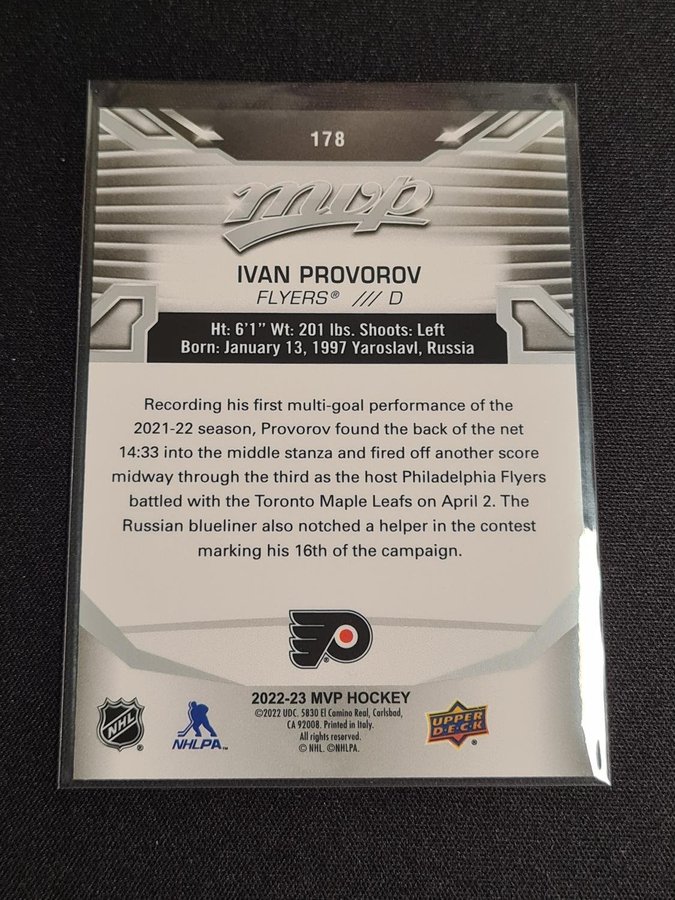 178
mvp
IVAN PROVOROV
FLYERS® /// D
Ht: 6'1" Wt: 201 lbs. Shoots: Left
Born: January 13, 1997 Yaroslavl, Russia
Recording his first multi-goal performance of the
2021-22 season, Provorov found the back of the net
14:33 into the middle stanza and fired off another score
midway through the third as the host Philadelphia Flyers
battled with the Toronto Maple Leafs on April 2. The
Russian blueliner also notched a helper in the contest
marking his 16th of the campaign.
®
2022-23 MVP HOCKEY
©2022 UDC. 5830 El Camino Real, Carlsbad,
CA 92008. Printed in Italy.
All rights reserved.
© NHL. ©NHLPA.
NHL ®
NHLPA™
UPPER
DECK ®